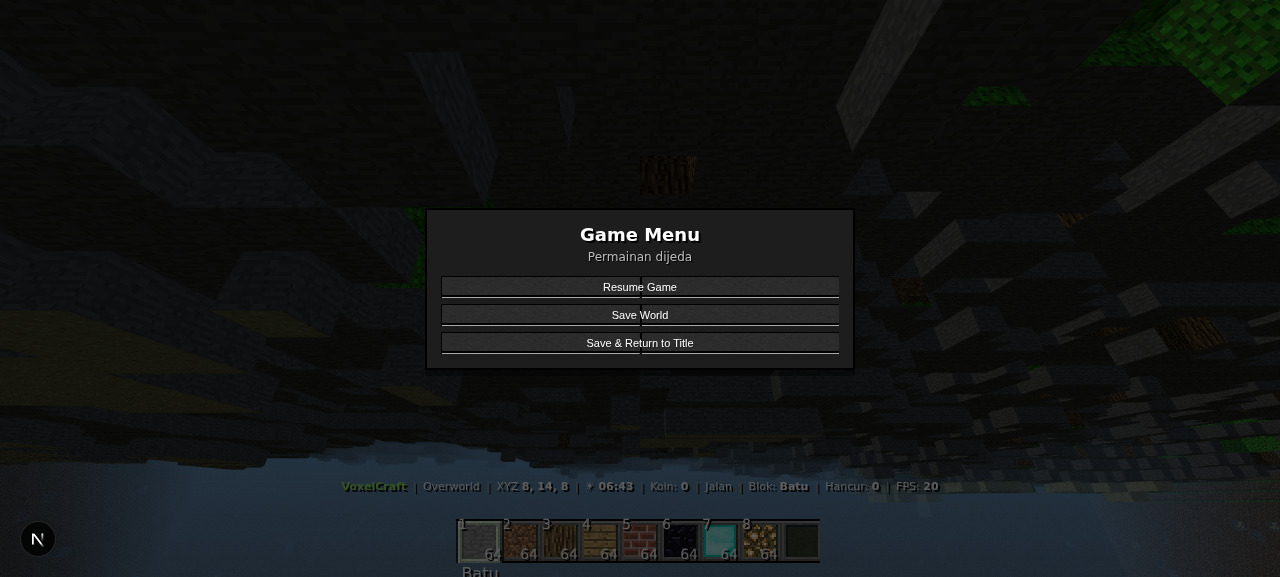 Game Menu
Permainan dijeda
Resume Game
Save World
Save & Return to Title
VoxelCraft | Overworld | XYZ 8, 14, 8 | ☀ 06:43 | Koin: 0 | Jalan | Blok: Batu | Hancur: 0 | FPS: 20
1 2 3 4 5 6 7 8
64 64 64 64 64 64 64 64
Batu
N